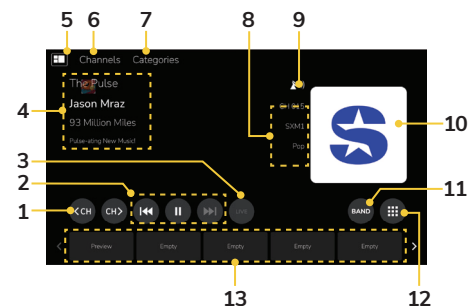 5 6 7 8 9
Channels Categories
The Pulse
Jason Mraz
93 Million Miles
Pulse-ating New Music!
4
SXM1
Pop
10
3
2
11
1
CH CH LIVE BAND
Preview Empty Empty Empty Empty
13 12